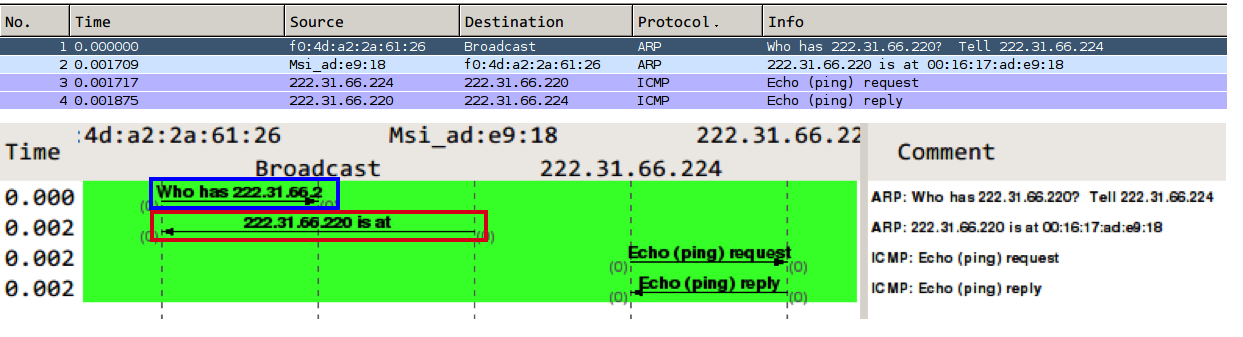 No. Time Source Destination Protocol . Info
1 0.000000 f0:4d:a2:2a:61:26 Broadcast ARP Who has 222.31.66.220? Tell 222.31.66.224
2 0.001709 Msi_ad:e9:18 f0:4d:a2:2a:61:26 ARP 222.31.66.220 is at 00:16:17:ad:e9:18
3 0.001717 222.31.66.224 222.31.66.220 ICMP Echo (ping) request
4 0.001875 222.31.66.220 222.31.66.224 ICMP Echo (ping) reply
:4d:a2:2a:61:26 Msi_ad:e9:18 222.31.66.22
Time Comment
Broadcast 222.31.66.224
0.000 Who has 222.31.66.2 ARP: Who has 222.31.66.220? Tell 222.31.66.224
(0) (0)
0.002 222.31.66.220 is at ARP: 222.31.66.220 is at 00:16:17:ad:e9:18
(0) (0)
0.002 Echo (ping) request ICMP: Echo (ping) request
(0) (0)
0.002 Echo (ping) reply ICMP: Echo (ping) reply
(0) (0)